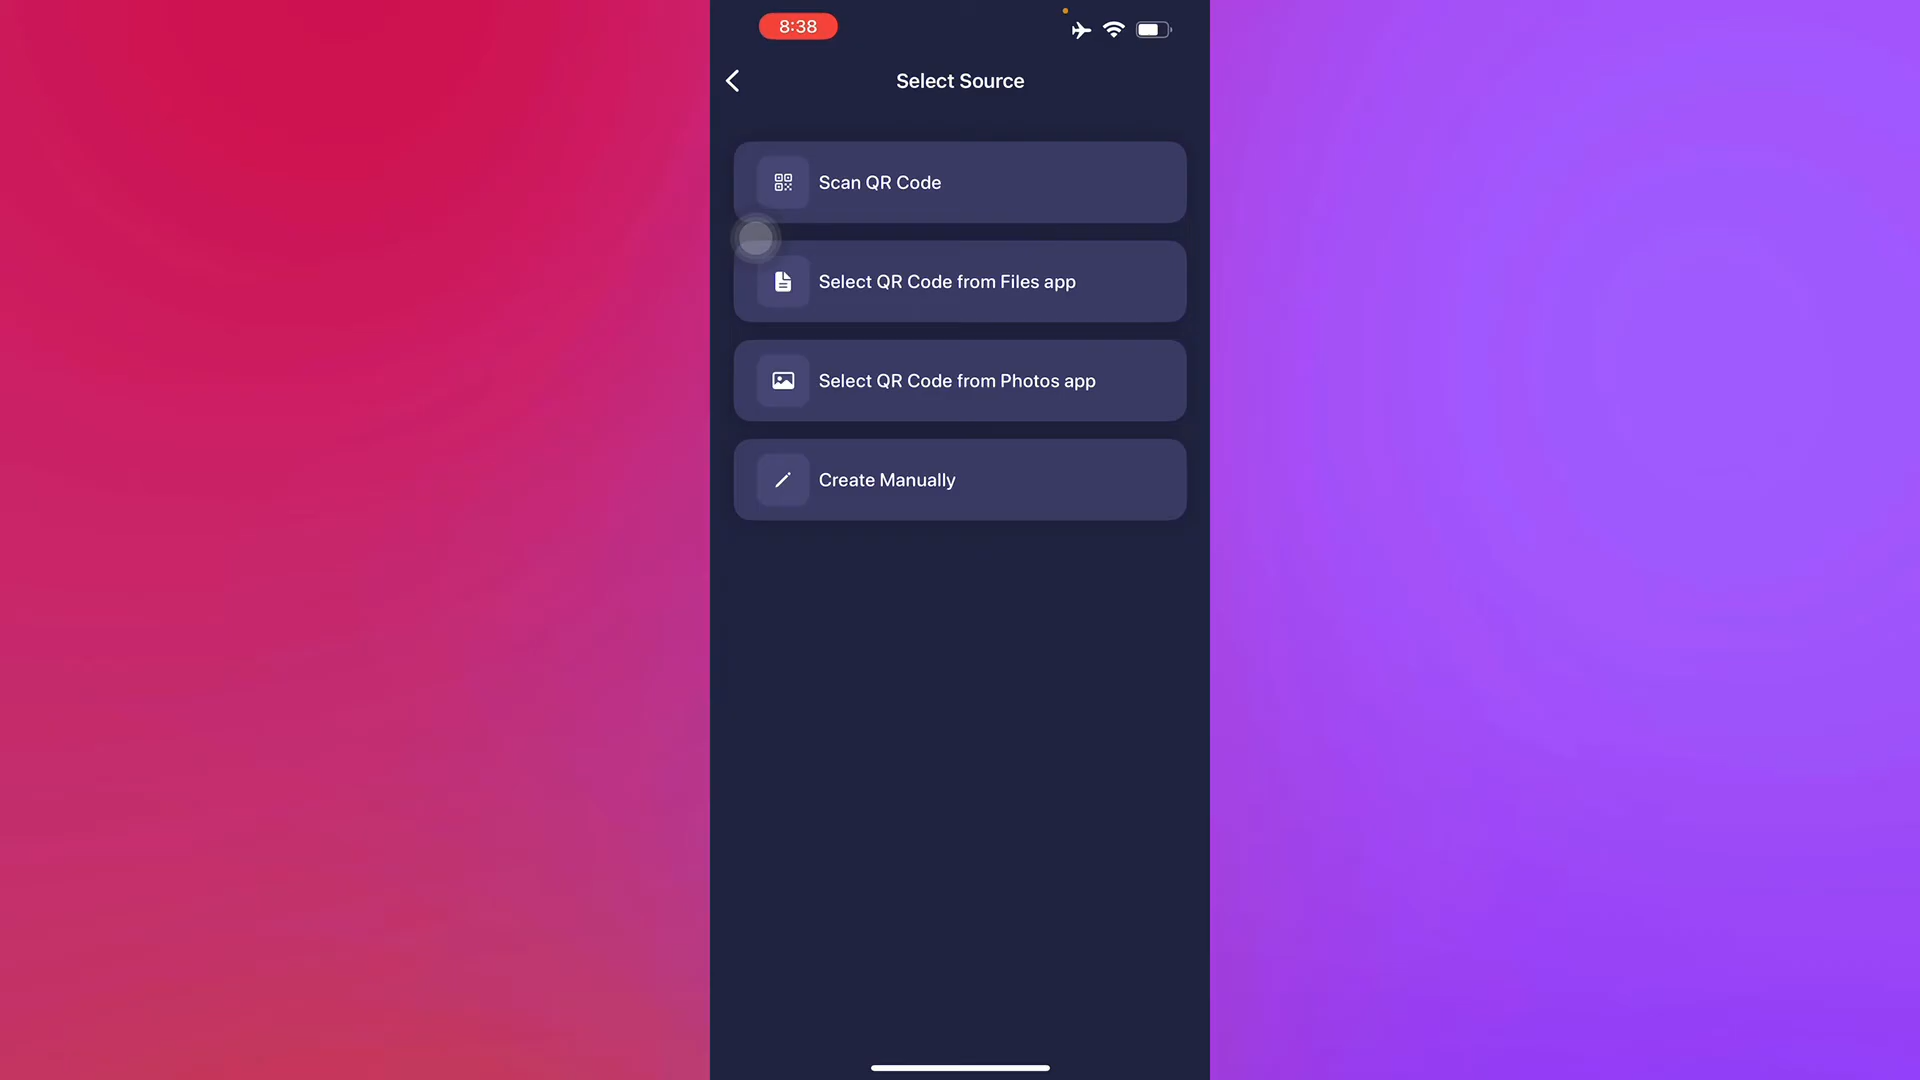 8:38
Select Source
Scan QR Code
Select QR Code from Files app
Select QR Code from Photos app
Create Manually